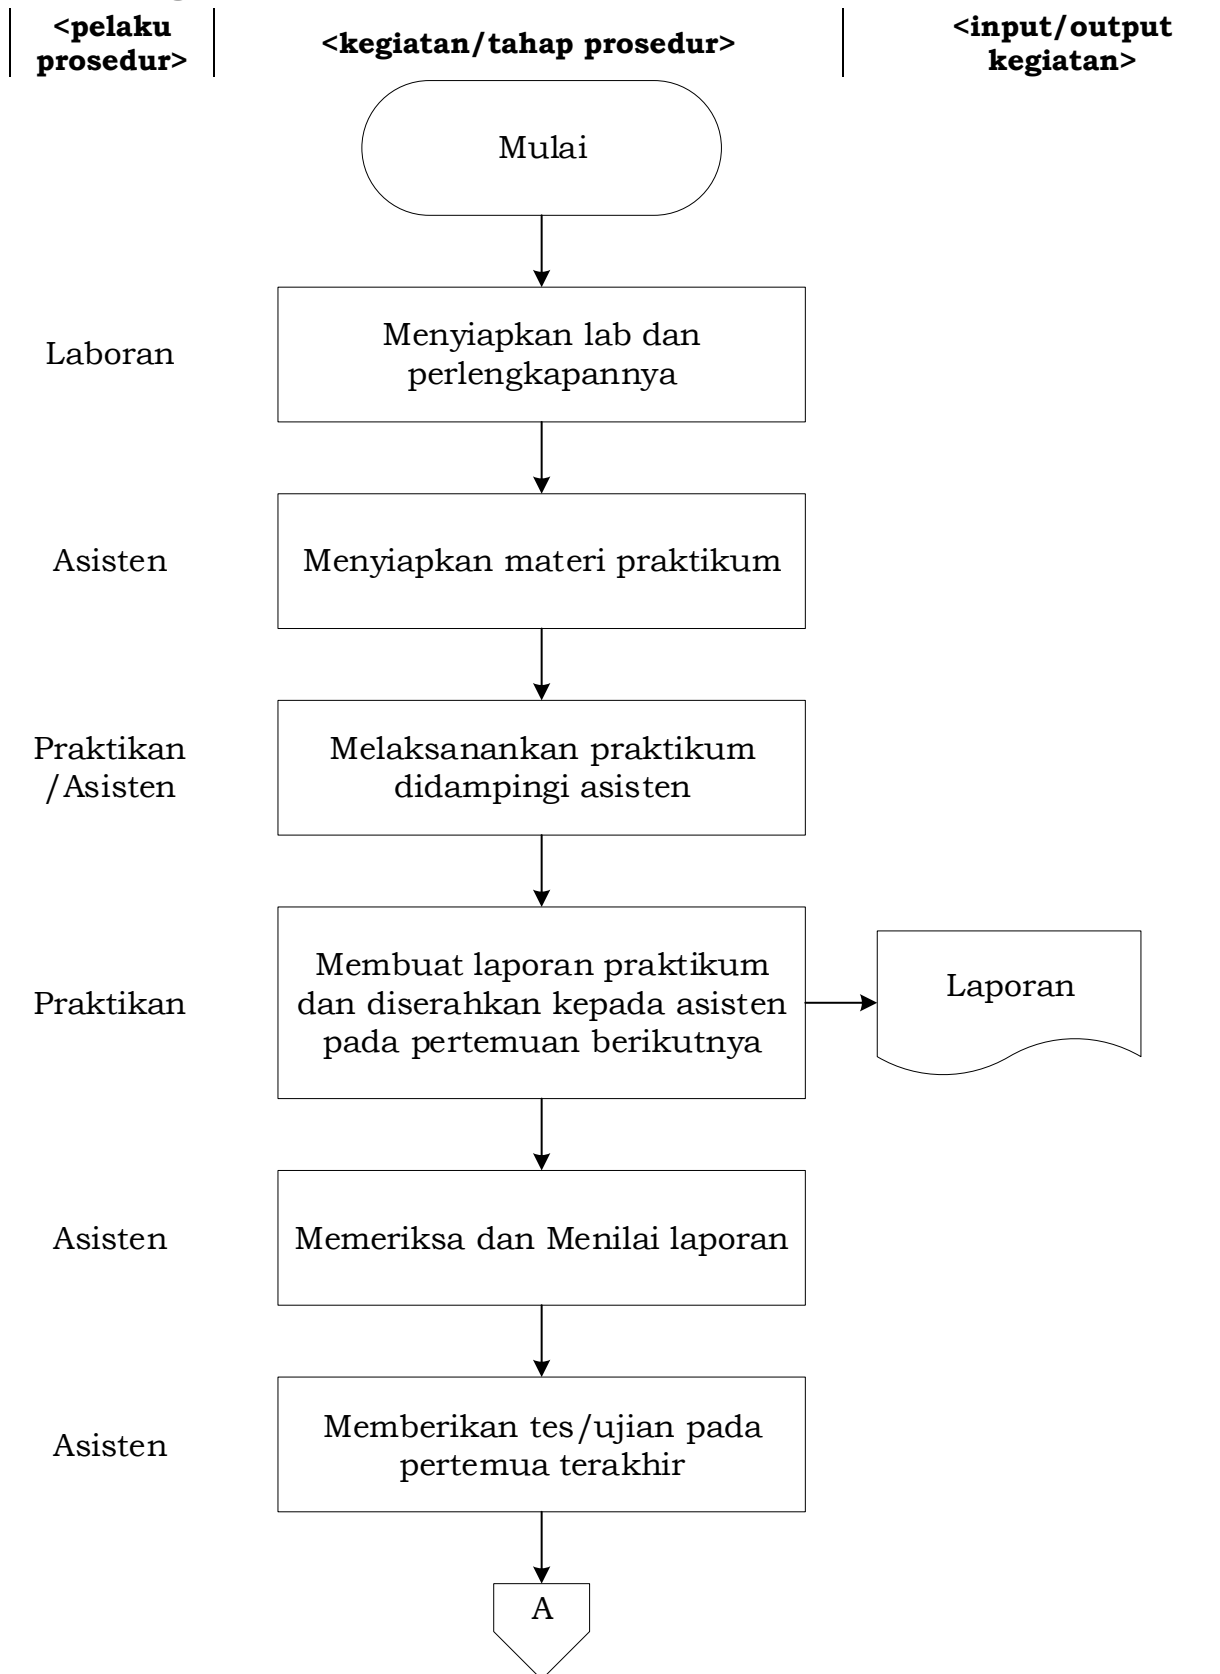 <pelaku
prosedur>
<kegiatan/tahap prosedur>
<input/output
kegiatan>
Mulai
Laboran
Menyiapkan lab dan
perlengkapannya
Asisten
Menyiapkan materi praktikum
Praktikan
/Asisten
Melaksanankan praktikum
didampingi asisten
Praktikan
Membuat laporan praktikum
dan diserahkan kepada asisten
pada pertemuan berikutnya
Laporan
Asisten
Memeriksa dan Menilai laporan
Asisten
Memberikan tes/ujian pada
pertemua terakhir
A